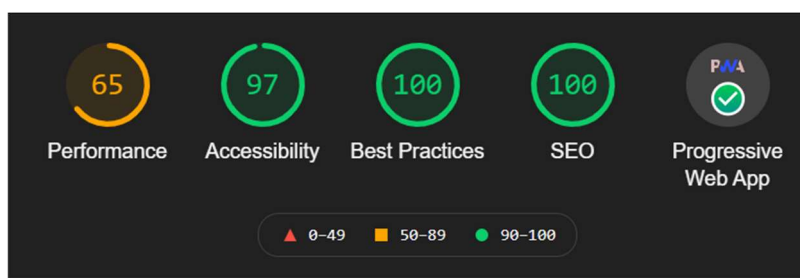 65
97
100
100
PWA
Performance
Accessibility
Best Practices
SEO
Progressive
Web App
0–49
50–89
90–100